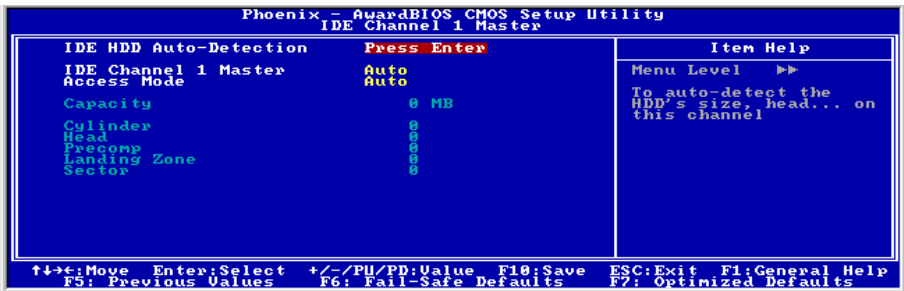 Phoenix - AwardBIOS CMOS Setup Utility
IDE Channel 1 Master
IDE HDD Auto-Detection Press Enter
IDE Channel 1 Master Auto
Access Mode Auto
Capacity 0 MB
Cylinder 0
Head 0
Precomp 0
Landing Zone 0
Sector 0
Item Help
Menu Level ►►
To auto-detect the
HDD's size, head... on
this channel
↑↓→←:Move Enter:Select +/-/PU/PD:Value F10:Save ESC:Exit F1:General Help
F5: Previous Values F6: Fail-Safe Defaults F7: Optimized Defaults